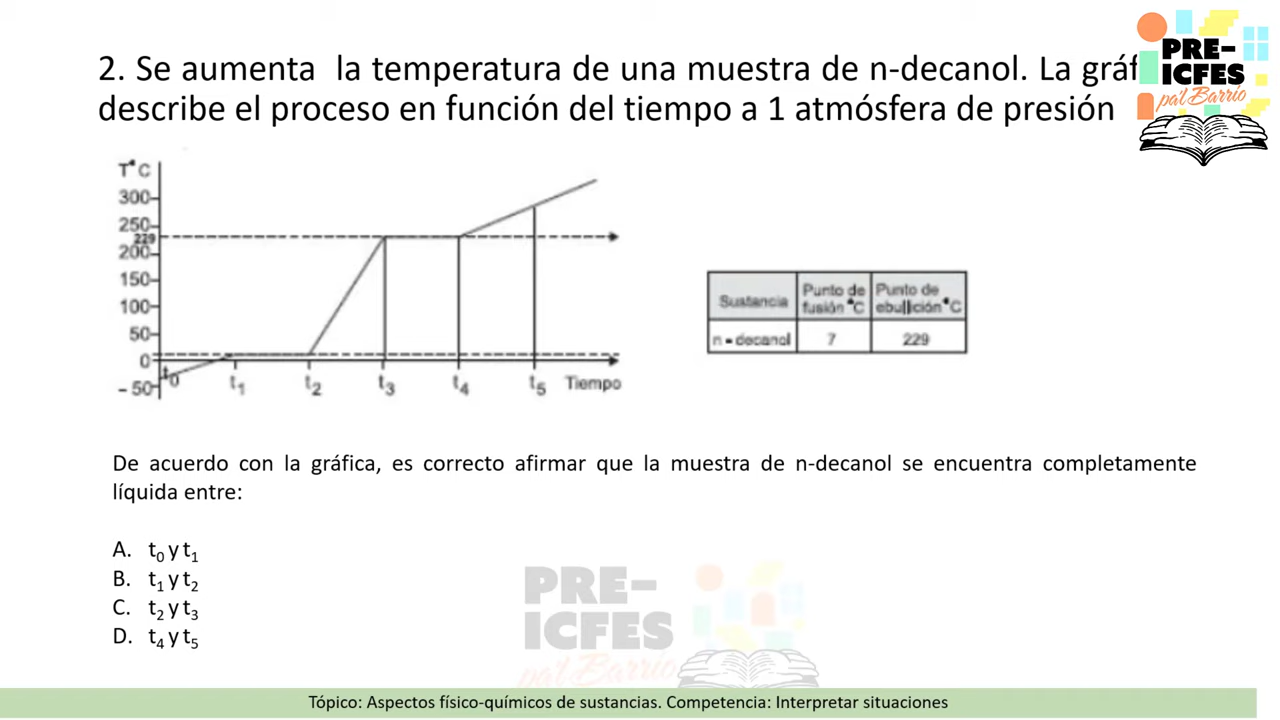 2. Se aumenta la temperatura de una muestra de n-decanol. La gráf
describe el proceso en función del tiempo a 1 atmósfera de presión
PRE-
ICFES
pa'l Barrio
T°C
300
250
229
200
150
100
50
0
- 50
t0
t1
t2
t3
t4
t5
Tiempo
Sustancia
Punto de fusión °C
Punto de ebullición °C
n - decanol
7
229
De acuerdo con la gráfica, es correcto afirmar que la muestra de n-decanol se encuentra completamente
líquida entre:
A. t0 y t1
B. t1 y t2
C. t2 y t3
D. t4 y t5
PRE-
ICFES
pa'l Barrio
Tópico: Aspectos físico-químicos de sustancias. Competencia: Interpretar situaciones